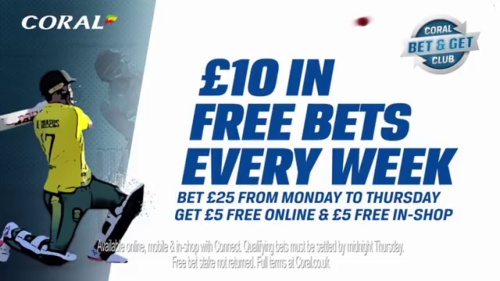 CORAL
CORAL
BET & GET
CLUB
£10 IN
FREE BETS
EVERY WEEK
BET £25 FROM MONDAY TO THURSDAY
GET £5 FREE ONLINE & £5 FREE IN-SHOP
17
Available online, mobile & in-shop with Connect. Qualifying bets must be settled by midnight Thursday.
Free bet stake not returned. Full terms at Coral.co.uk